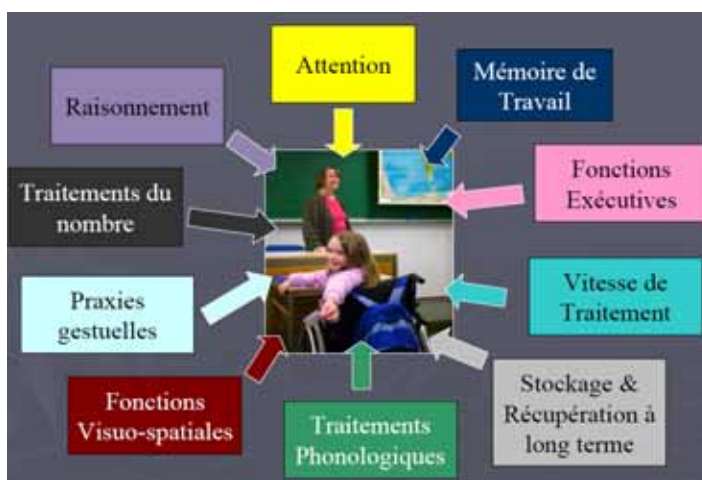 Attention
Mémoire de
Travail
Raisonnement
Fonctions
Exécutives
Traitements du
nombre
Vitesse de
Traitement
Praxies
gestuelles
Stockage &
Récupération à
long terme
Fonctions
Visuo-spatiales
Traitements
Phonologiques